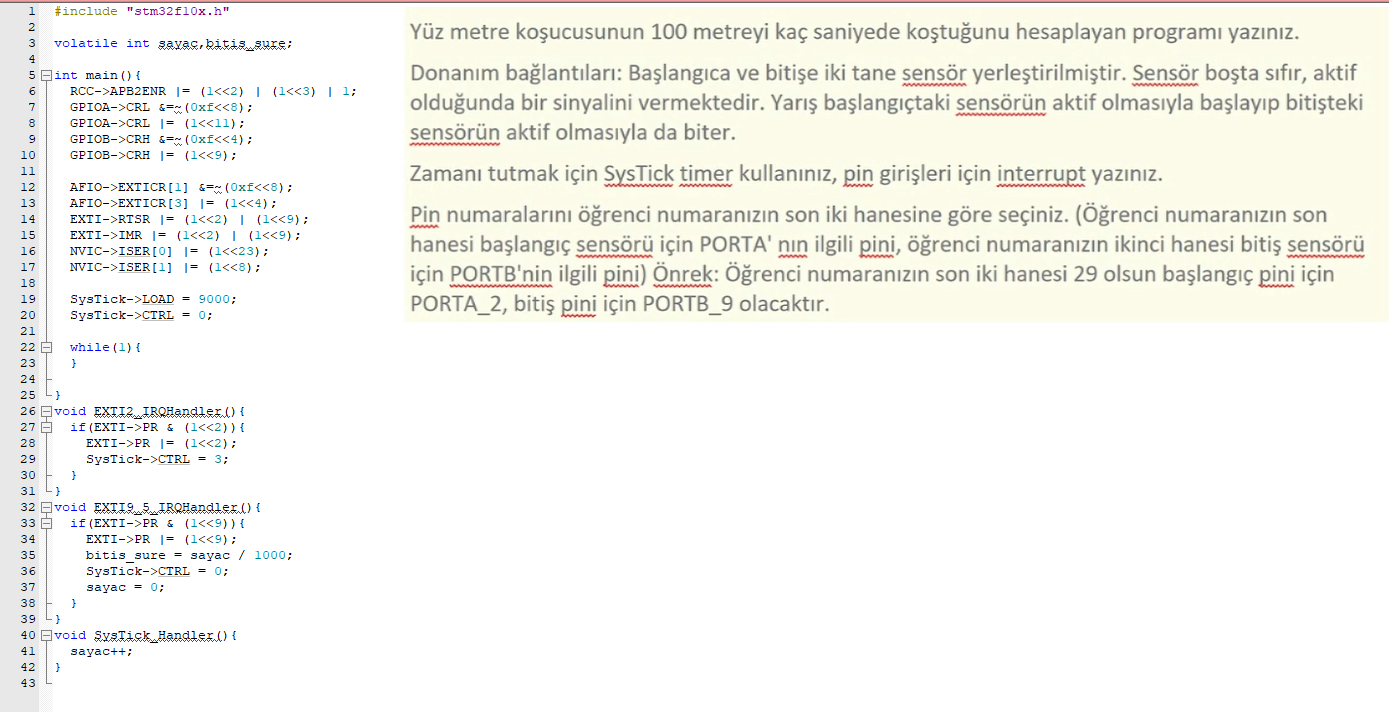 1 #include "stm32f10x.h"
2
3 volatile int sayac,bitis_sure;
4
5 int main(){
6 RCC->APB2ENR |= (1<<2) | (1<<3) | 1;
7 GPIOA->CRL &=~(0xf<<8);
8 GPIOA->CRL |= (1<<11);
9 GPIOB->CRH &=~(0xf<<4);
10 GPIOB->CRH |= (1<<9);
11
12 AFIO->EXTICR[1] &=~(0xf<<8);
13 AFIO->EXTICR[3] |= (1<<4);
14 EXTI->RTSR |= (1<<2) | (1<<9);
15 EXTI->IMR |= (1<<2) | (1<<9);
16 NVIC->ISER[0] |= (1<<23);
17 NVIC->ISER[1] |= (1<<8);
18
19 SysTick->LOAD = 9000;
20 SysTick->CTRL = 0;
21
22 while(1){
23 }
24
25 }
26 void EXTI2_IRQHandler(){
27 if(EXTI->PR & (1<<2)){
28 EXTI->PR |= (1<<2);
29 SysTick->CTRL = 3;
30 }
31 }
32 void EXTI9_5_IRQHandler(){
33 if(EXTI->PR & (1<<9)){
34 EXTI->PR |= (1<<9);
35 bitis_sure = sayac / 1000;
36 SysTick->CTRL = 0;
37 sayac = 0;
38 }
39 }
40 void SysTick_Handler(){
41 sayac++;
42 }
43
Yüz metre koşucusunun 100 metreyi kaç saniyede koştuğunu hesaplayan programı yazınız.
Donanım bağlantıları: Başlangıca ve bitişe iki tane sensör yerleştirilmiştir. Sensör boşta sıfır, aktif
olduğunda bir sinyalini vermektedir. Yarış başlangıçtaki sensörün aktif olmasıyla başlayıp bitişteki
sensörün aktif olmasıyla da biter.
Zamanı tutmak için SysTick timer kullanınız, pin girişleri için interrupt yazınız.
Pin numaralarını öğrenci numaranızın son iki hanesine göre seçiniz. (Öğrenci numaranızın son
hanesi başlangıç sensörü için PORTA' nın ilgili pini, öğrenci numaranızın ikinci hanesi bitiş sensörü
için PORTB'nin ilgili pini) Önrek: Öğrenci numaranızın son iki hanesi 29 olsun başlangıç pini için
PORTA_2, bitiş pini için PORTB_9 olacaktır.